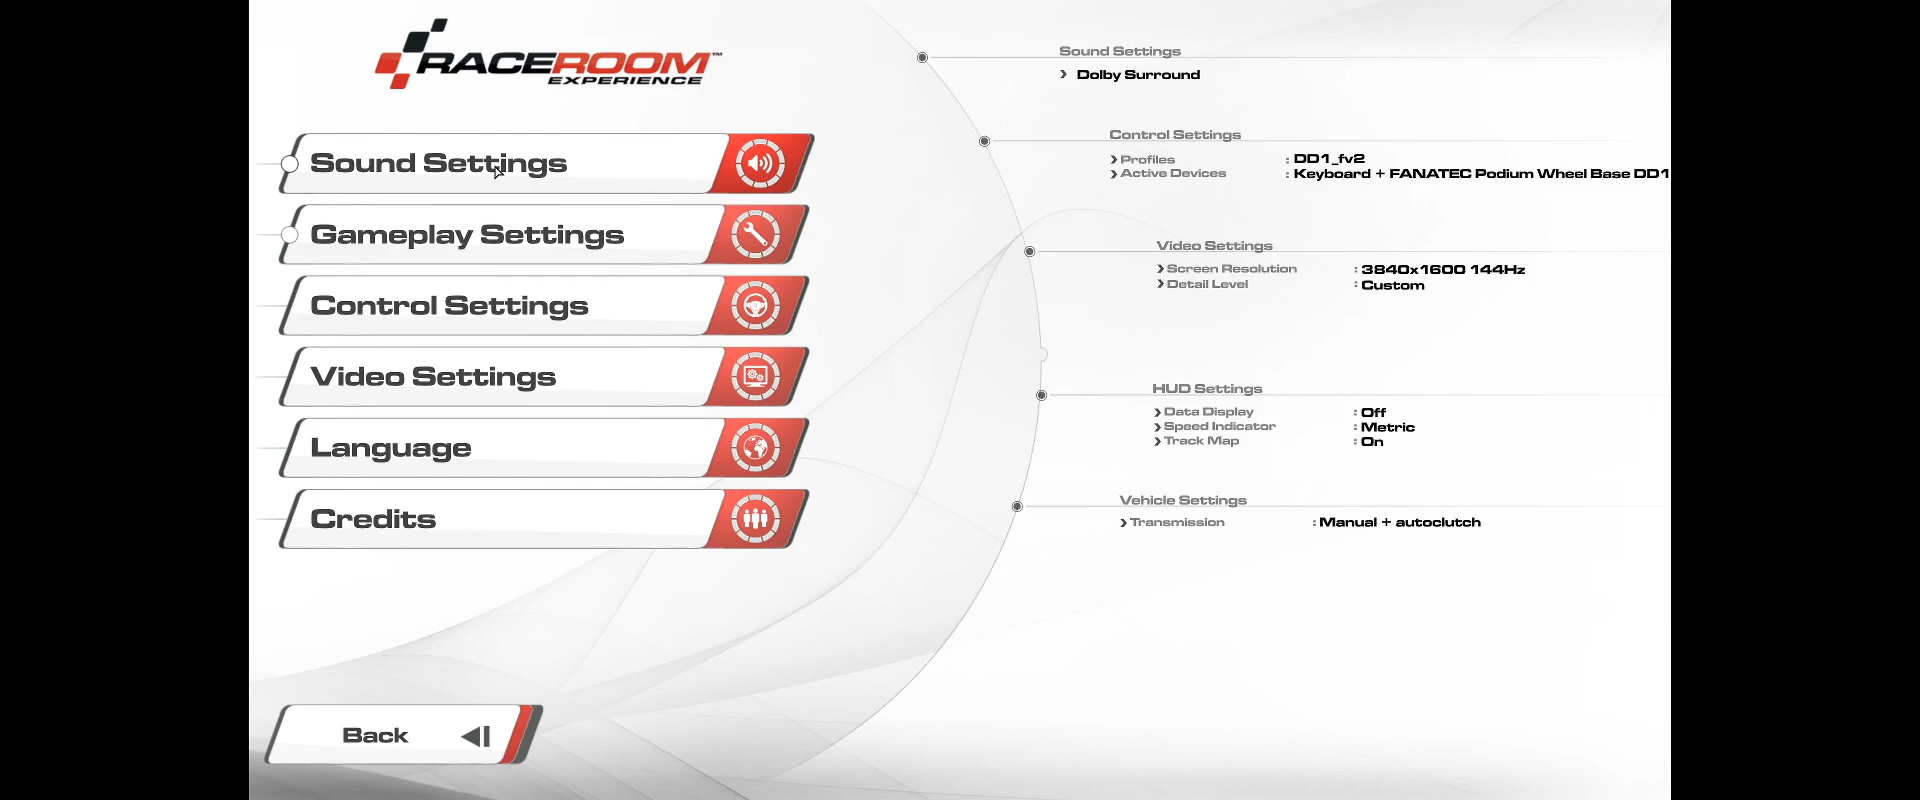 RACEROOM™
EXPERIENCE
Sound Settings
Gameplay Settings
Control Settings
Video Settings
Language
Credits
Back
Sound Settings
Dolby Surround
Control Settings
Profiles : DD1_fv2
Active Devices : Keyboard + FANATEC Podium Wheel Base DD1
Video Settings
Screen Resolution : 3840x1600 144Hz
Detail Level : Custom
HUD Settings
Data Display : Off
Speed Indicator : Metric
Track Map : On
Vehicle Settings
Transmission : Manual + autoclutch